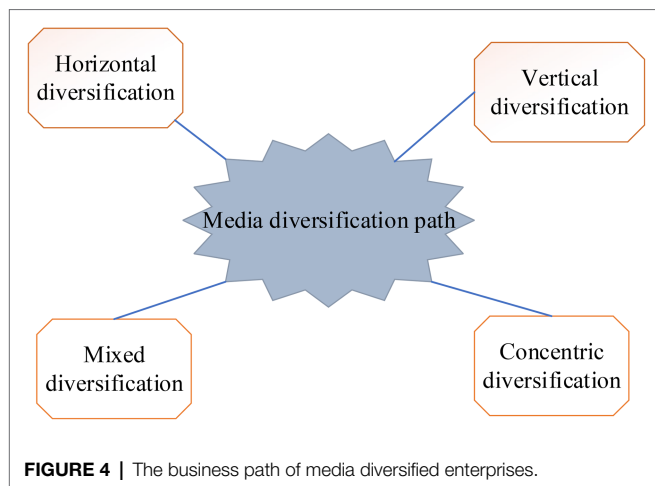 Horizontal
diversification
Vertical
diversification
Media diversification path
Mixed
diversification
Concentric
diversification
FIGURE 4 | The business path of media diversified enterprises.